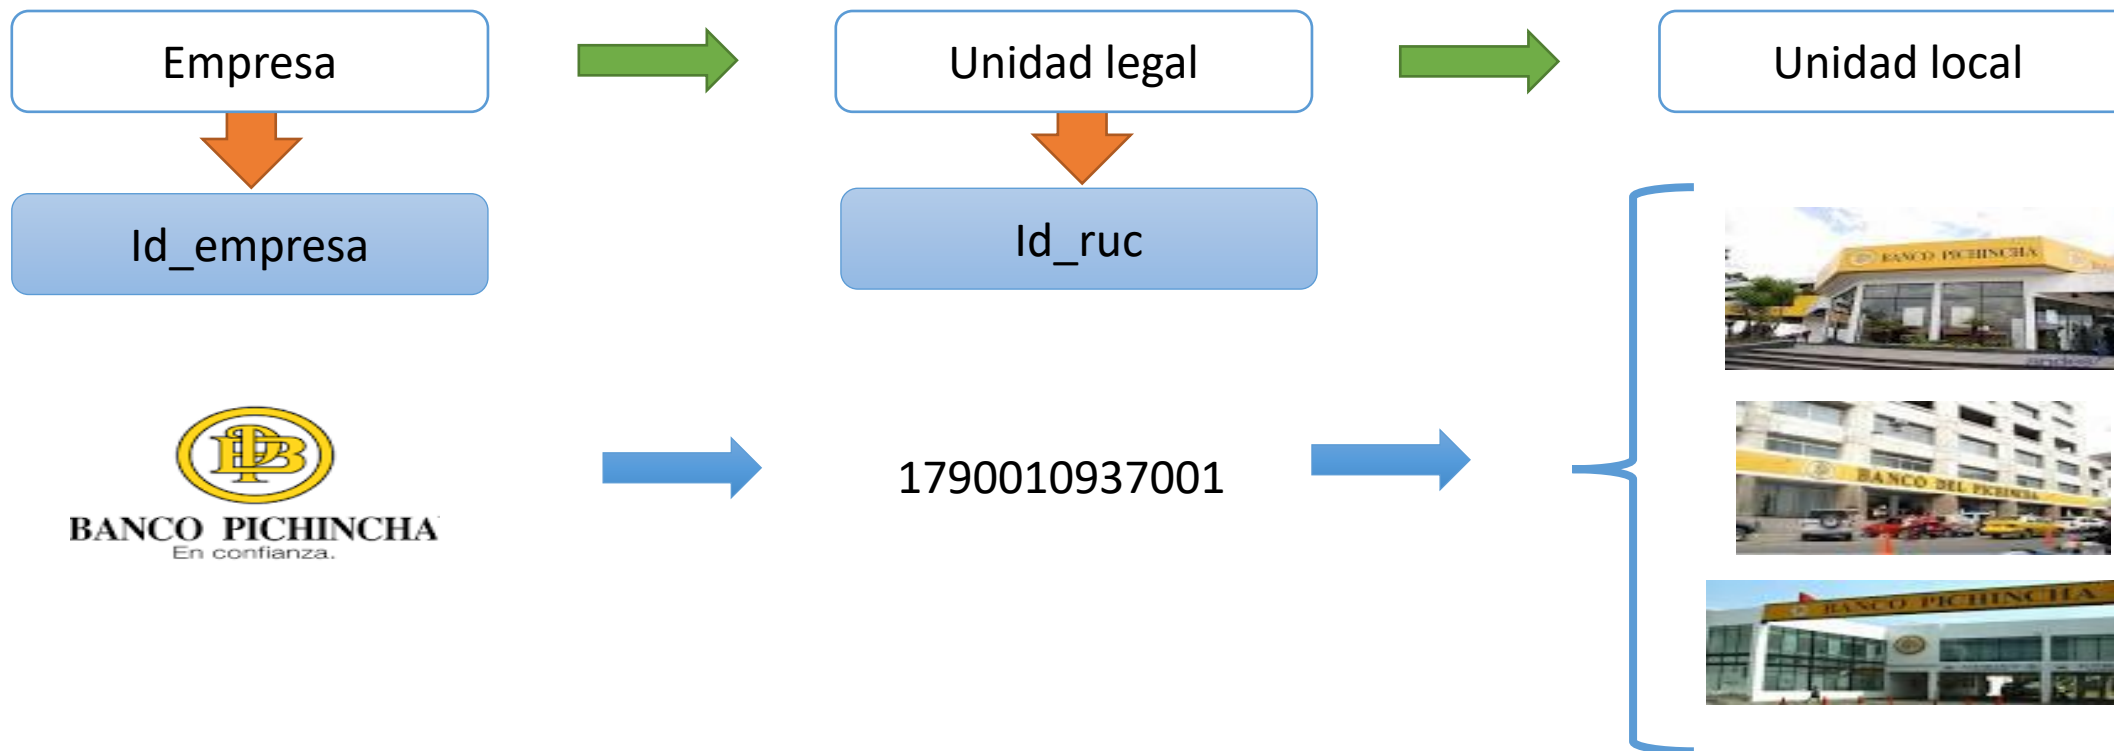 Empresa
Unidad legal
Unidad local
Id_empresa
Id_ruc
BANCO PICHINCHA
BANCO PICHINCHA
En confianza.
1790010937001
BANCO DEL PICHINCHA
BANCO PICHINCHA